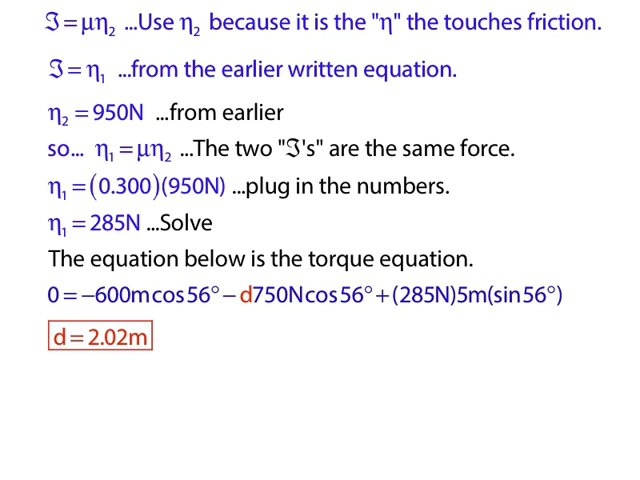 ℑ = μη₂ ...Use η₂ because it is the "η" the touches friction.
ℑ = η₁ ...from the earlier written equation.
η₂ = 950N ...from earlier
so... η₁ = μη₂ ...The two "ℑ's" are the same force.
η₁ = (0.300)(950N) ...plug in the numbers.
η₁ = 285N ...Solve
The equation below is the torque equation.
0 = −600mcos56° − d750Ncos56° + (285N)5m(sin56°)
d = 2.02m